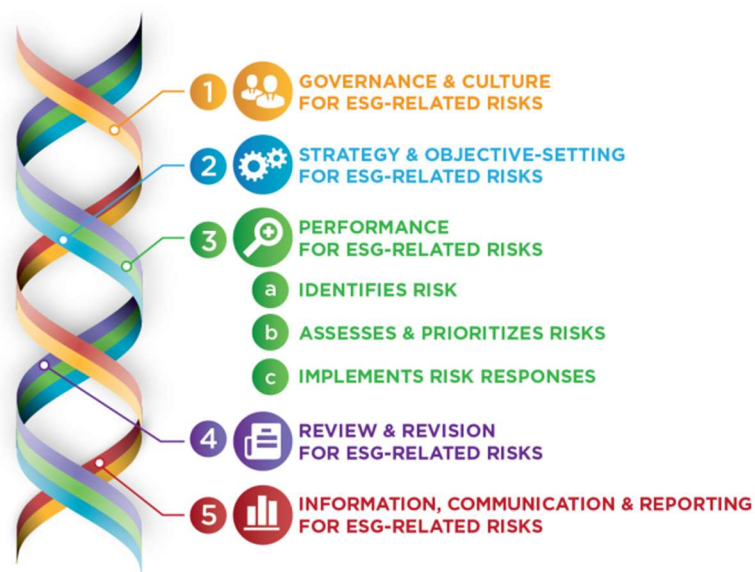 1 GOVERNANCE & CULTURE
FOR ESG-RELATED RISKS
2 STRATEGY & OBJECTIVE-SETTING
FOR ESG-RELATED RISKS
3 PERFORMANCE
FOR ESG-RELATED RISKS
a IDENTIFIES RISK
b ASSESSES & PRIORITIZES RISKS
c IMPLEMENTS RISK RESPONSES
4 REVIEW & REVISION
FOR ESG-RELATED RISKS
5 INFORMATION, COMMUNICATION & REPORTING
FOR ESG-RELATED RISKS